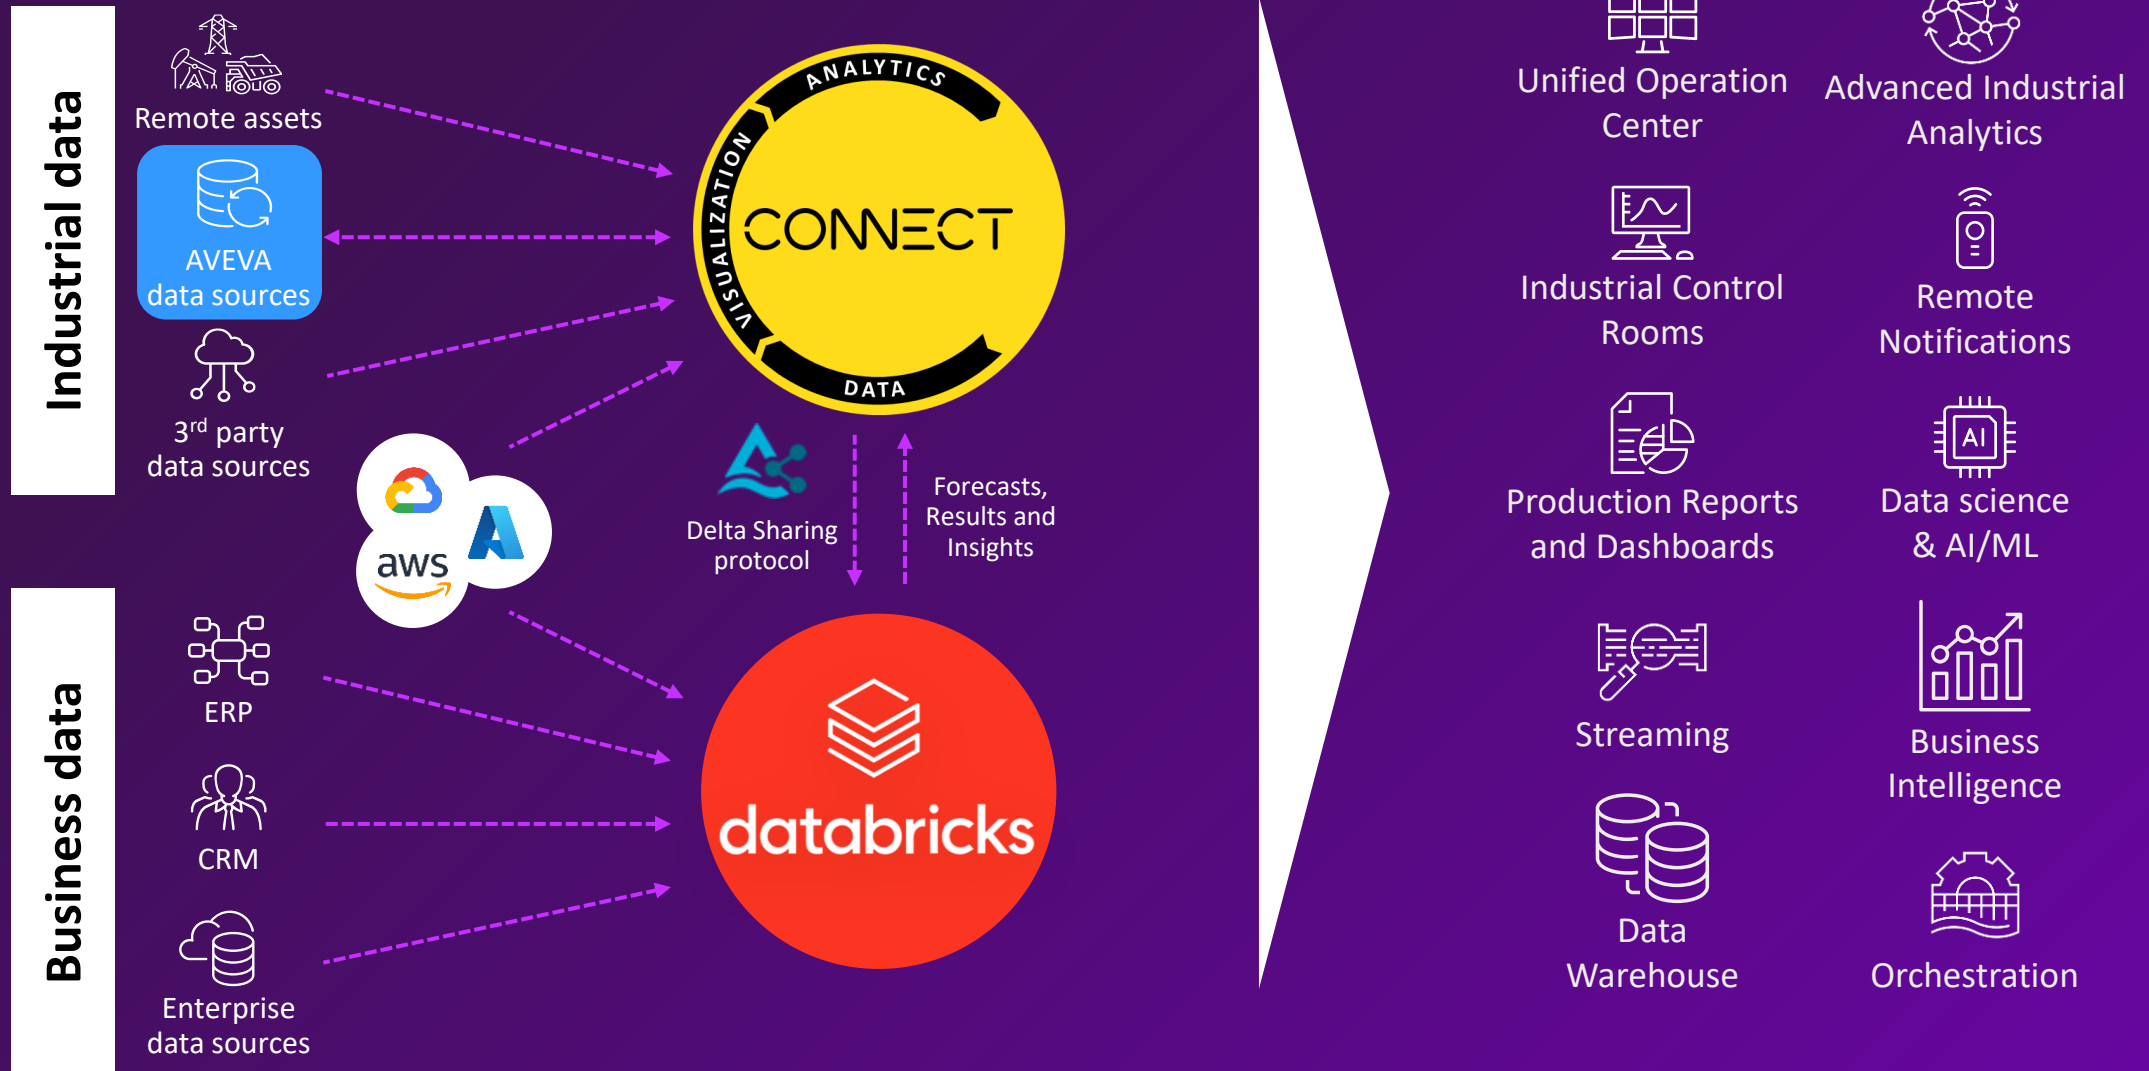 Industrial data
Remote assets
AVEVA
data sources
3rd party
data sources
Business data
ERP
CRM
Enterprise
data sources
aws
ANALYTICS
VISUALIZATION
CONNECT
DATA
Delta Sharing
protocol
Forecasts,
Results and
Insights
databricks
Unified Operation
Center
Advanced Industrial
Analytics
Industrial Control
Rooms
Remote
Notifications
Production Reports
and Dashboards
AI
Data science
& AI/ML
Streaming
Business
Intelligence
Data
Warehouse
Orchestration